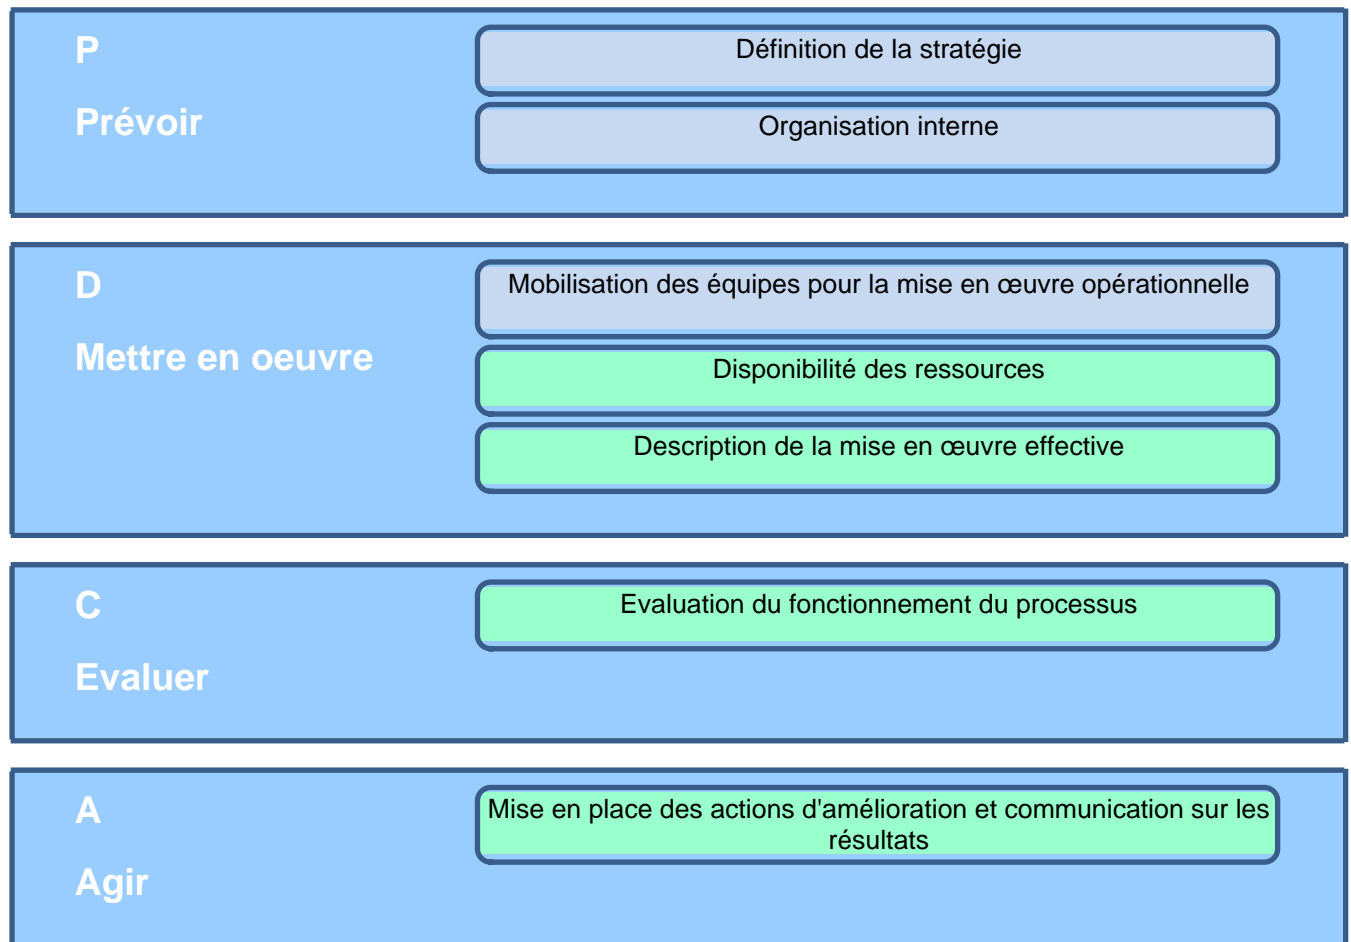 P
Prévoir
Définition de la stratégie
Organisation interne
D
Mettre en oeuvre
Mobilisation des équipes pour la mise en œuvre opérationnelle
Disponibilité des ressources
Description de la mise en œuvre effective
C
Evaluer
Evaluation du fonctionnement du processus
A
Agir
Mise en place des actions d'amélioration et communication sur les
résultats